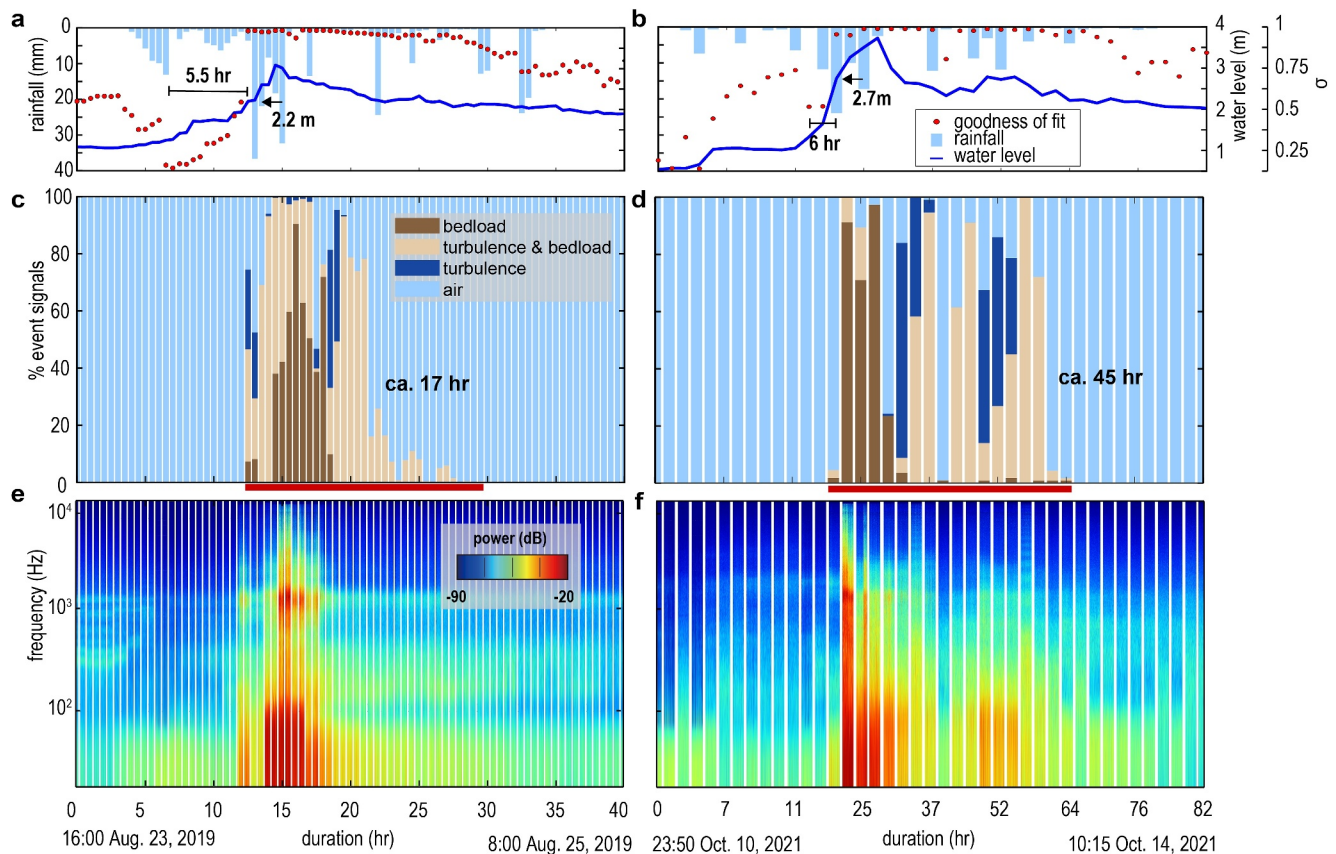 a
b
0
10
20
30
40
rainfall (mm)
5.5 hr
2.2 m
2.7m
6 hr
goodness of fit
rainfall
water level
4
3
2
1
water level (m)
1
0.75
0.5
0.25
σ
c
d
100
80
60
40
20
0
% event signals
bedload
turbulence & bedload
turbulence
air
ca. 17 hr
ca. 45 hr
e
f
10⁴
10³
10²
frequency (Hz)
power (dB)
-90 -20
0 5 10 15 20 25 30 35 40
0 7 11 25 37 52 64 76 82
16:00 Aug. 23, 2019 duration (hr) 8:00 Aug. 25, 2019
23:50 Oct. 10, 2021 duration (hr) 10:15 Oct. 14, 2021